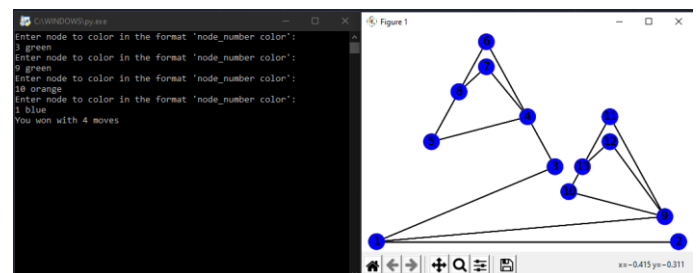 C:\WINDOWS\py.exe
Enter node to color in the format 'node_number color':
3 green
Enter node to color in the format 'node_number color':
9 green
Enter node to color in the format 'node_number color':
10 orange
Enter node to color in the format 'node_number color':
1 blue
You won with 4 moves
Figure 1
6
7
8
4
5
3
11
12
13
10
9
1
2
x=-0.415 y=-0.311